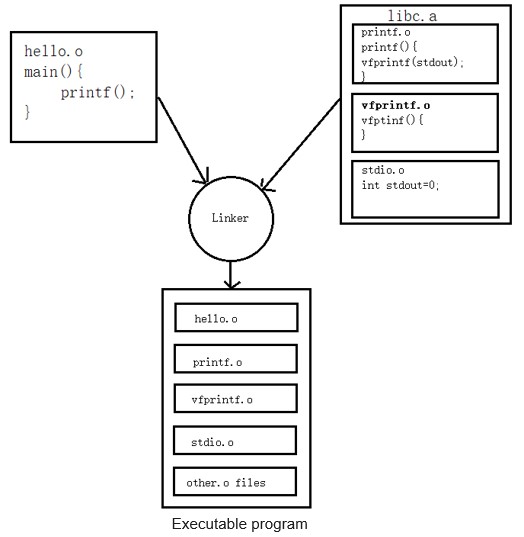 hello.o
main(){
printf();
}
libc.a
printf.o
printf(){
vfprintf(stdout);
}
vfprintf.o
vfptinf(){
}
stdio.o
int stdout=0;
Linker
hello.o
printf.o
vfprintf.o
stdio.o
other.o files
Executable program